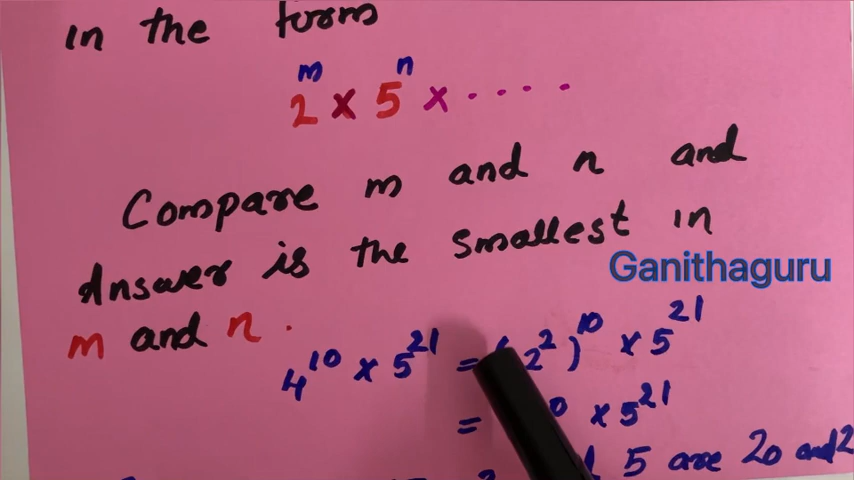 in the form
2^m x 5^n x . . . .
Compare m and n and
Answer is the smallest in
Ganithaguru
m and n .
4^10 x 5^21 = (2^2)^10 x 5^21
= x 5^21
5 are 20 and 2